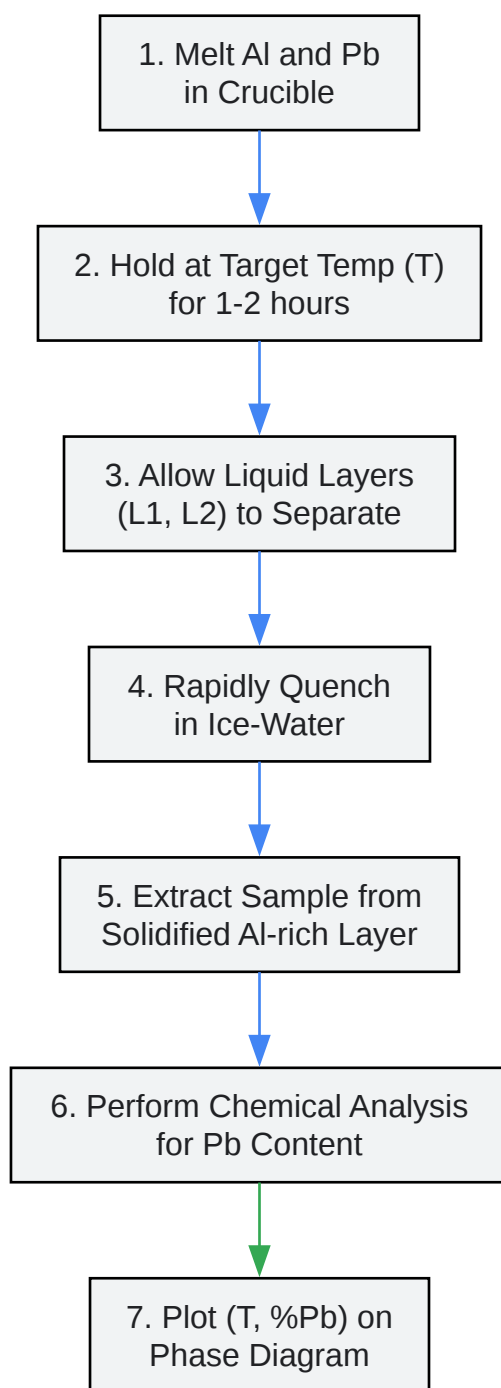 1. Melt Al and Pb
in Crucible
2. Hold at Target Temp (T)
for 1-2 hours
3. Allow Liquid Layers
(L1, L2) to Separate
4. Rapidly Quench
in Ice-Water
5. Extract Sample from
Solidified Al-rich Layer
6. Perform Chemical Analysis
for Pb Content
7. Plot (T, %Pb) on
Phase Diagram